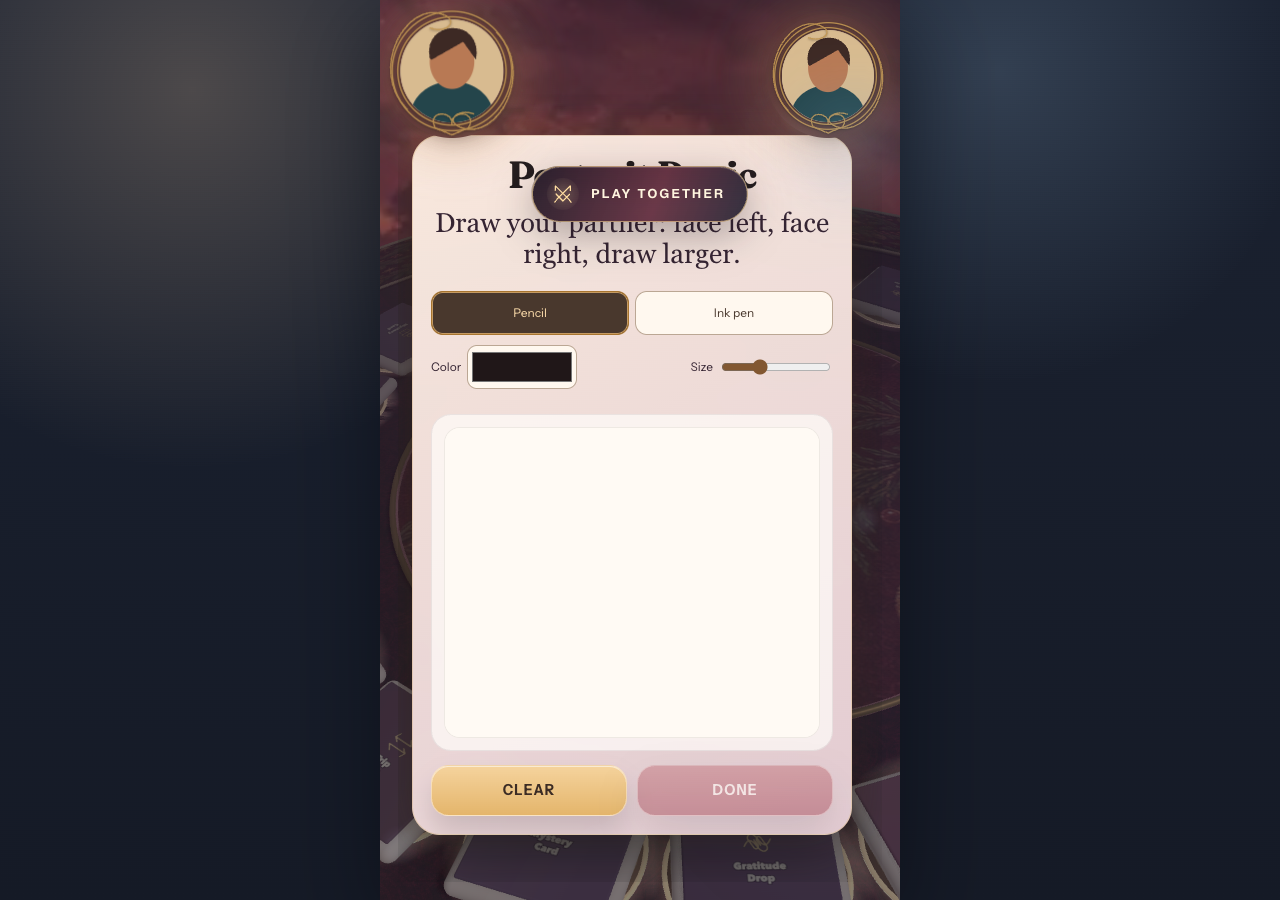 PLAY TOGETHER
Draw your partner: face left, face
right, draw larger.
Pencil
Ink pen
Color
Size
CLEAR
DONE
Card
Gratitude
Drop